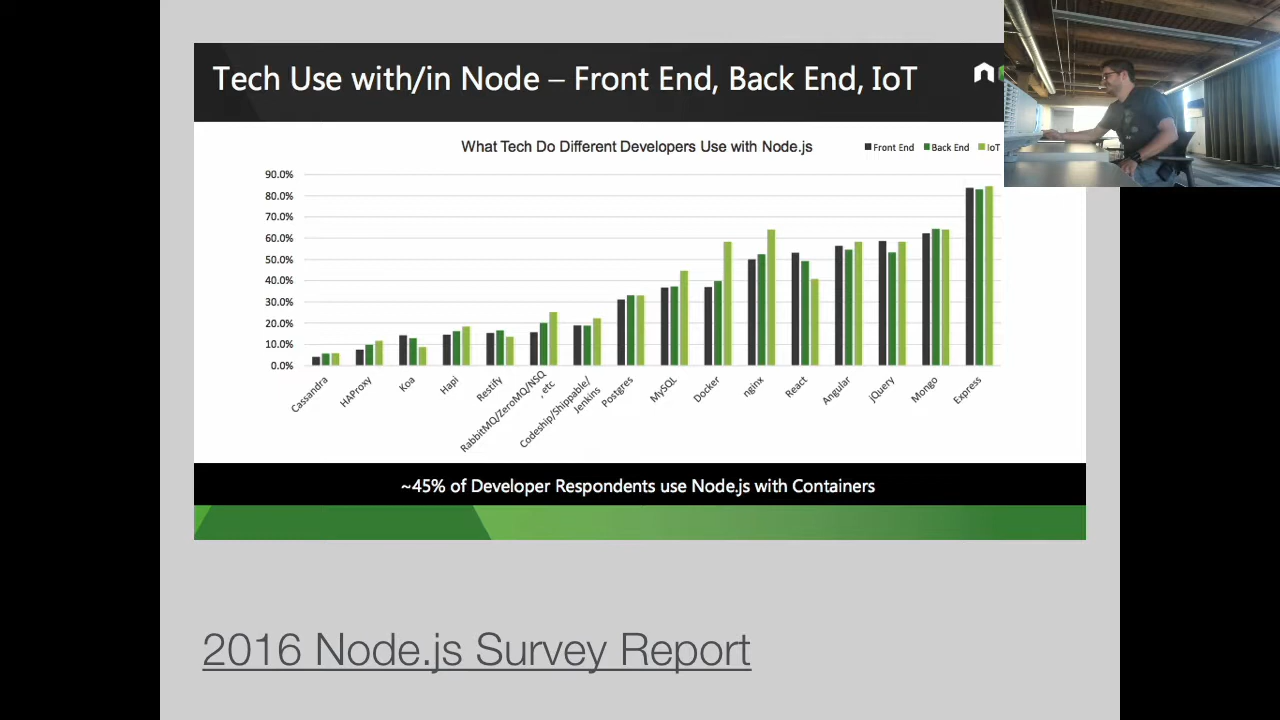 Tech Use with/in Node – Front End, Back End, IoT
What Tech Do Different Developers Use with Node.js
Front End
Back End
IoT
90.0%
80.0%
70.0%
60.0%
50.0%
40.0%
30.0%
20.0%
10.0%
0.0%
Cassandra
HAProxy
Koa
Hapi
Restify
RabbitMQ/ZeroMQ/NSQ
, etc
Codeship/Shippable/
Jenkins
Postgres
MySQL
Docker
nginx
React
Angular
jQuery
Mongo
Express
~45% of Developer Respondents use Node.js with Containers
2016 Node.js Survey Report